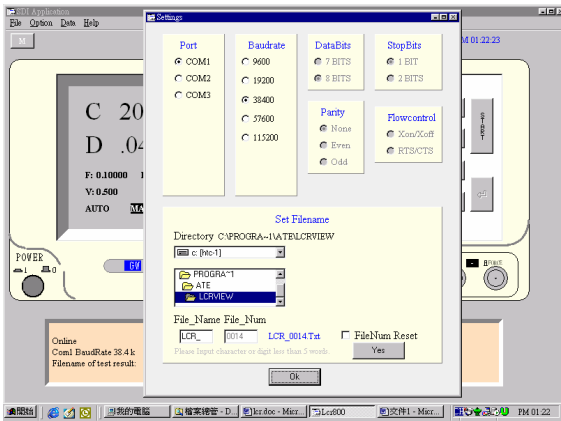 SDI Application
File Option Data Help
M
M 01:22:23
Settings
Port
COM1
COM2
COM3
Baudrate
9600
19200
38400
57600
115200
DataBits
7 BITS
8 BITS
StopBits
1 BIT
2 BITS
Parity
None
Even
Odd
Flowcontrol
Xon/Xoff
RTS/CTS
C 20
D .04
F: 0.10000
V: 0.500
AUTO MA
START
POWER
GW
Set Filename
Directory C:\PROGRA~1\ATE\LCRVIEW
c: [htc-1]
PROGRA~1
ATE
LCRVIEW
File_Name File_Num
LCR_ 0014 LCR_0014.Txt FileNum Reset
Please Input character or digit less than 5 words.
Yes
Ok
Online
Com1 BaudRate 38.4 k
Filename of test result:
開始 我的電腦 檔案總管 - D... lcr.doc - Micr... Lcr800 文件1 - Micr... PM 01:22